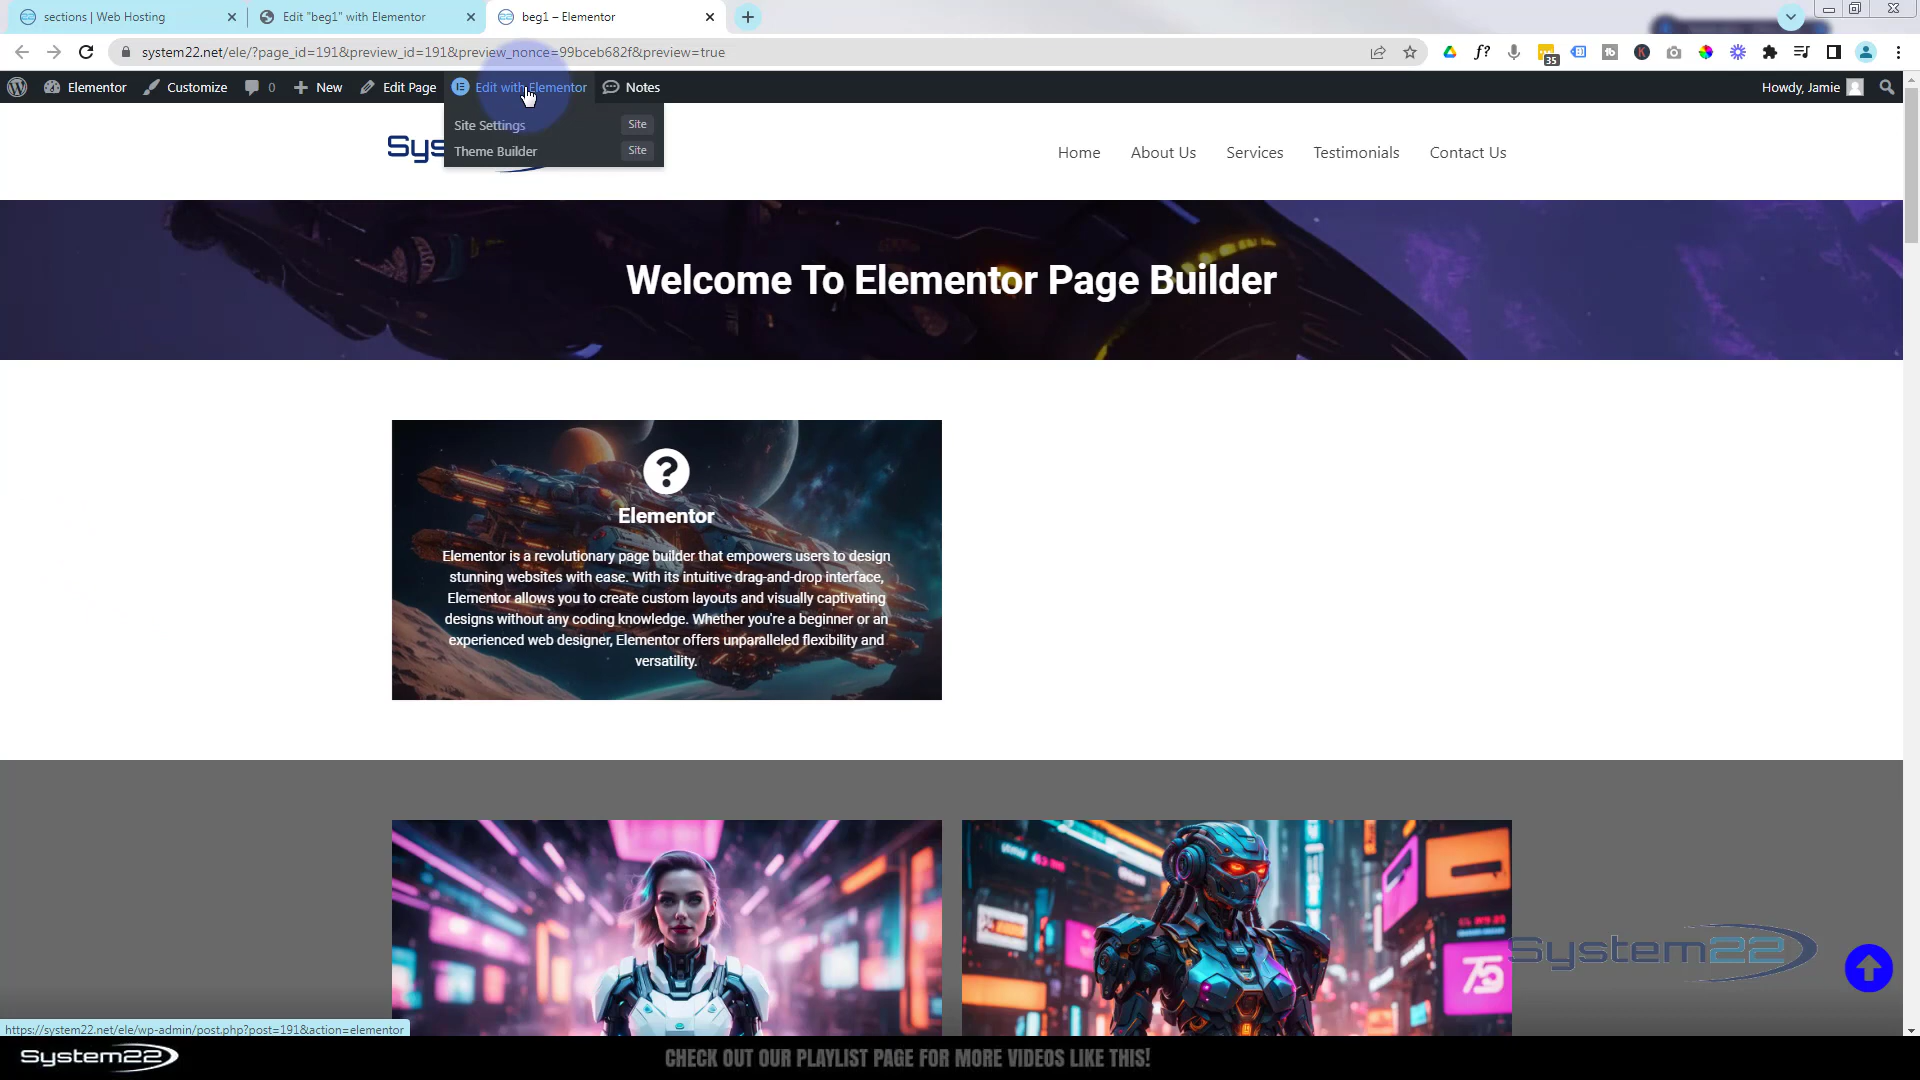 sections | Web Hosting
Edit "beg1" with Elementor
beg1 – Elementor
system22.net/ele/?page_id=191&preview_id=191&preview_nonce=99bceb682f&preview=true
35
Elementor
Customize
0
New
Edit Page
Edit with Elementor
Notes
Howdy, Jamie
Site Settings
Site
Theme Builder
Site
Sys
Home
About Us
Services
Testimonials
Contact Us
Welcome To Elementor Page Builder
Elementor
Elementor is a revolutionary page builder that empowers users to design
stunning websites with ease. With its intuitive drag-and-drop interface,
Elementor allows you to create custom layouts and visually captivating
designs without any coding knowledge. Whether you're a beginner or an
experienced web designer, Elementor offers unparalleled flexibility and
versatility.
System22
https://system22.net/ele/wp-admin/post.php?post=191&action=elementor
System22
CHECK OUT OUR PLAYLIST PAGE FOR MORE VIDEOS LIKE THIS!